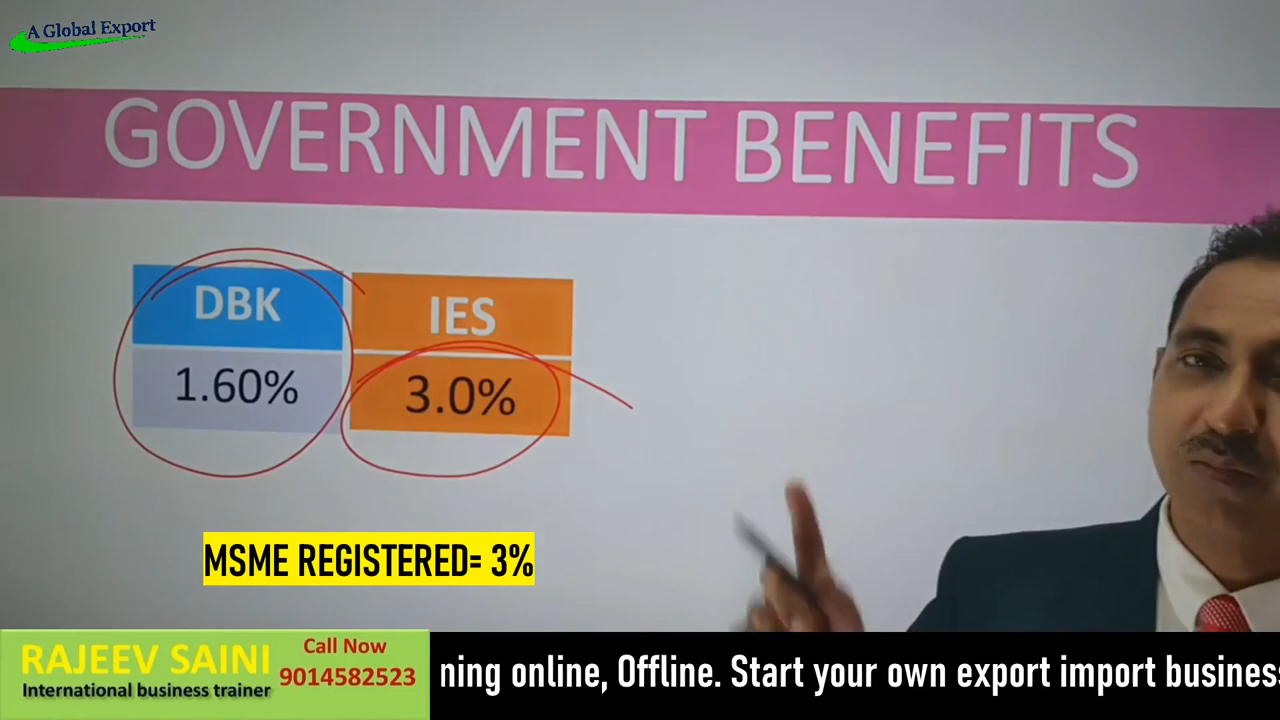 A Global Export
GOVERNMENT BENEFITS
DBK
IES
1.60%
3.0%
MSME REGISTERED= 3%
RAJEEV SAINI
International business trainer
Call Now
9014582523
ning online, Offline. Start your own export import business